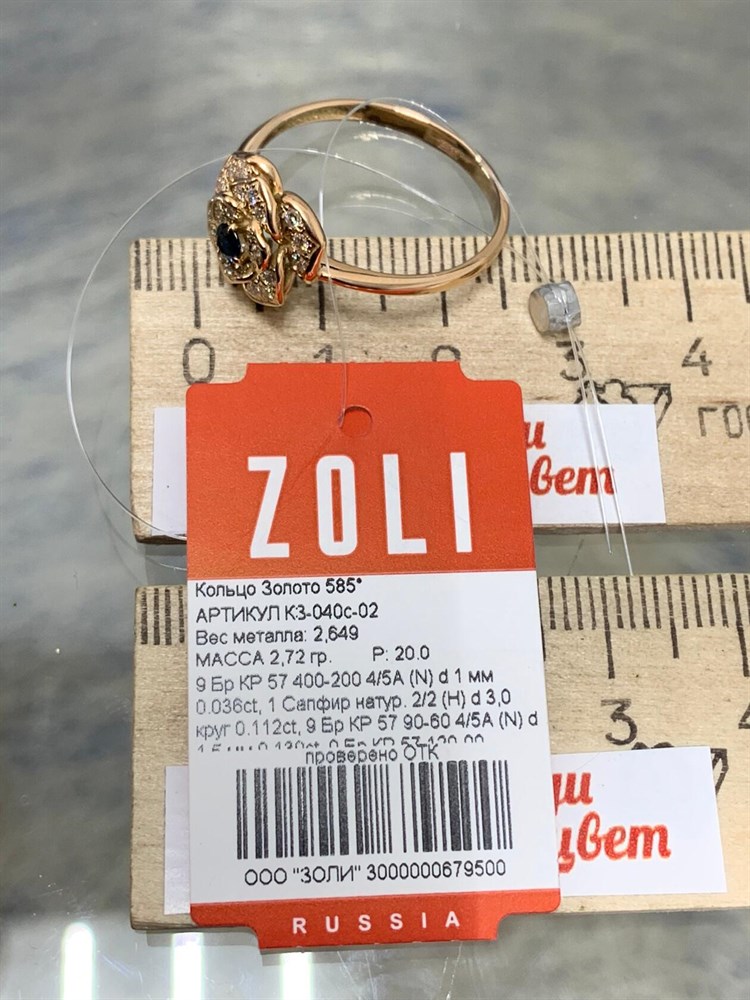 0 1 2 3 4
ГОС
ZOLI
Кольцо Золото 585°
АРТИКУЛ КЗ-040с-02
Вес металла: 2,649
МАССА 2,72 гр. Р: 20.0
9 Бр КР 57 400-200 4/5А (N) d 1 мм
0.036ct, 1 Сапфир натур. 2/2 (Н) d 3,0
круг 0.112ct, 9 Бр КР 57 90-60 4/5А (N) d
проверено ОТК
ООО "ЗОЛИ" 3000000679500
RUSSIA
3
цвет